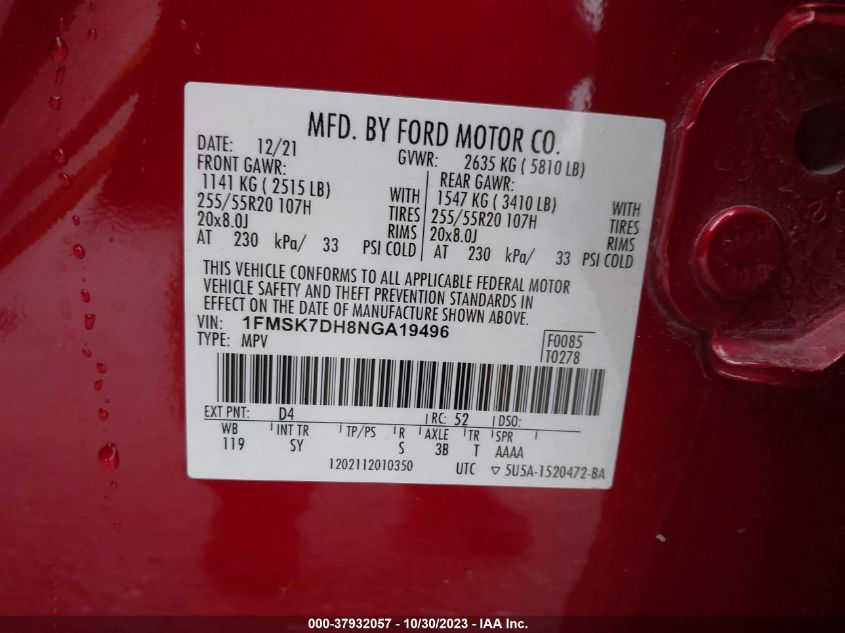 MFD. BY FORD MOTOR CO.
DATE: 12/21 GVWR: 2635 KG ( 5810 LB)
FRONT GAWR: REAR GAWR:
1141 KG ( 2515 LB) WITH 1547 KG ( 3410 LB) WITH
255/55R20 107H TIRES 255/55R20 107H TIRES
20x8.0J RIMS 20x8.0J RIMS
AT 230 kPa/ 33 PSI COLD AT 230 kPa/ 33 PSI COLD
THIS VEHICLE CONFORMS TO ALL APPLICABLE FEDERAL MOTOR
VEHICLE SAFETY AND THEFT PREVENTION STANDARDS IN
EFFECT ON THE DATE OF MANUFACTURE SHOWN ABOVE.
VIN: 1FMSK7DH8NGA19496 F0085
TYPE: MPV T0278
EXT PNT: D4 RC: 52 DSO:
WB INT TR TP/PS R AXLE TR SPR
119 SY S 3B T AAAA
1202112010350 UTC ▽ 5U5A-1520472-BA
000-37932057 - 10/30/2023 - IAA Inc.